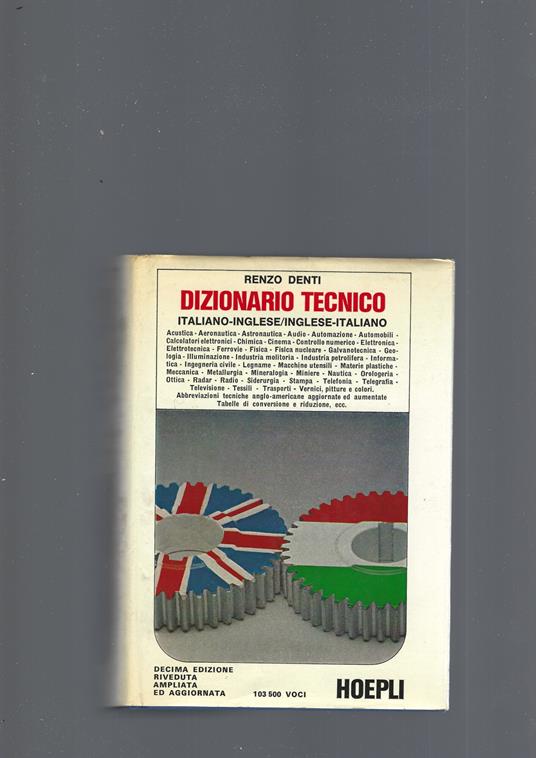 RENZO DENTI
DIZIONARIO TECNICO
ITALIANO-INGLESE/INGLESE-ITALIANO
Acustica - Aeronautica - Astronautica - Audio - Automazione - Automobili -
Calcolatori elettronici - Chimica - Cinema - Controllo numerico - Elettronica -
Elettrotecnica - Ferrovie - Fisica - Fisica nucleare - Galvanotecnica - Geo-
logia - Illuminazione - Industria molitoria - Industria petrolifera - Informa-
tica - Ingegneria civile - Legname - Macchine utensili - Materie plastiche -
Meccanica - Metallurgia - Mineralogia - Miniere - Nautica - Orologeria -
Ottica - Radar - Radio - Siderurgia - Stampa - Telefonia - Telegrafia -
Televisione - Tessili - Trasporti - Vernici, pitture e colori.
Abbreviazioni tecniche anglo-americane aggiornate ed aumentate
Tabelle di conversione e riduzione, ecc.
DECIMA EDIZIONE
RIVEDUTA
AMPLIATA
ED AGGIORNATA
103 500 VOCI
HOEPLI